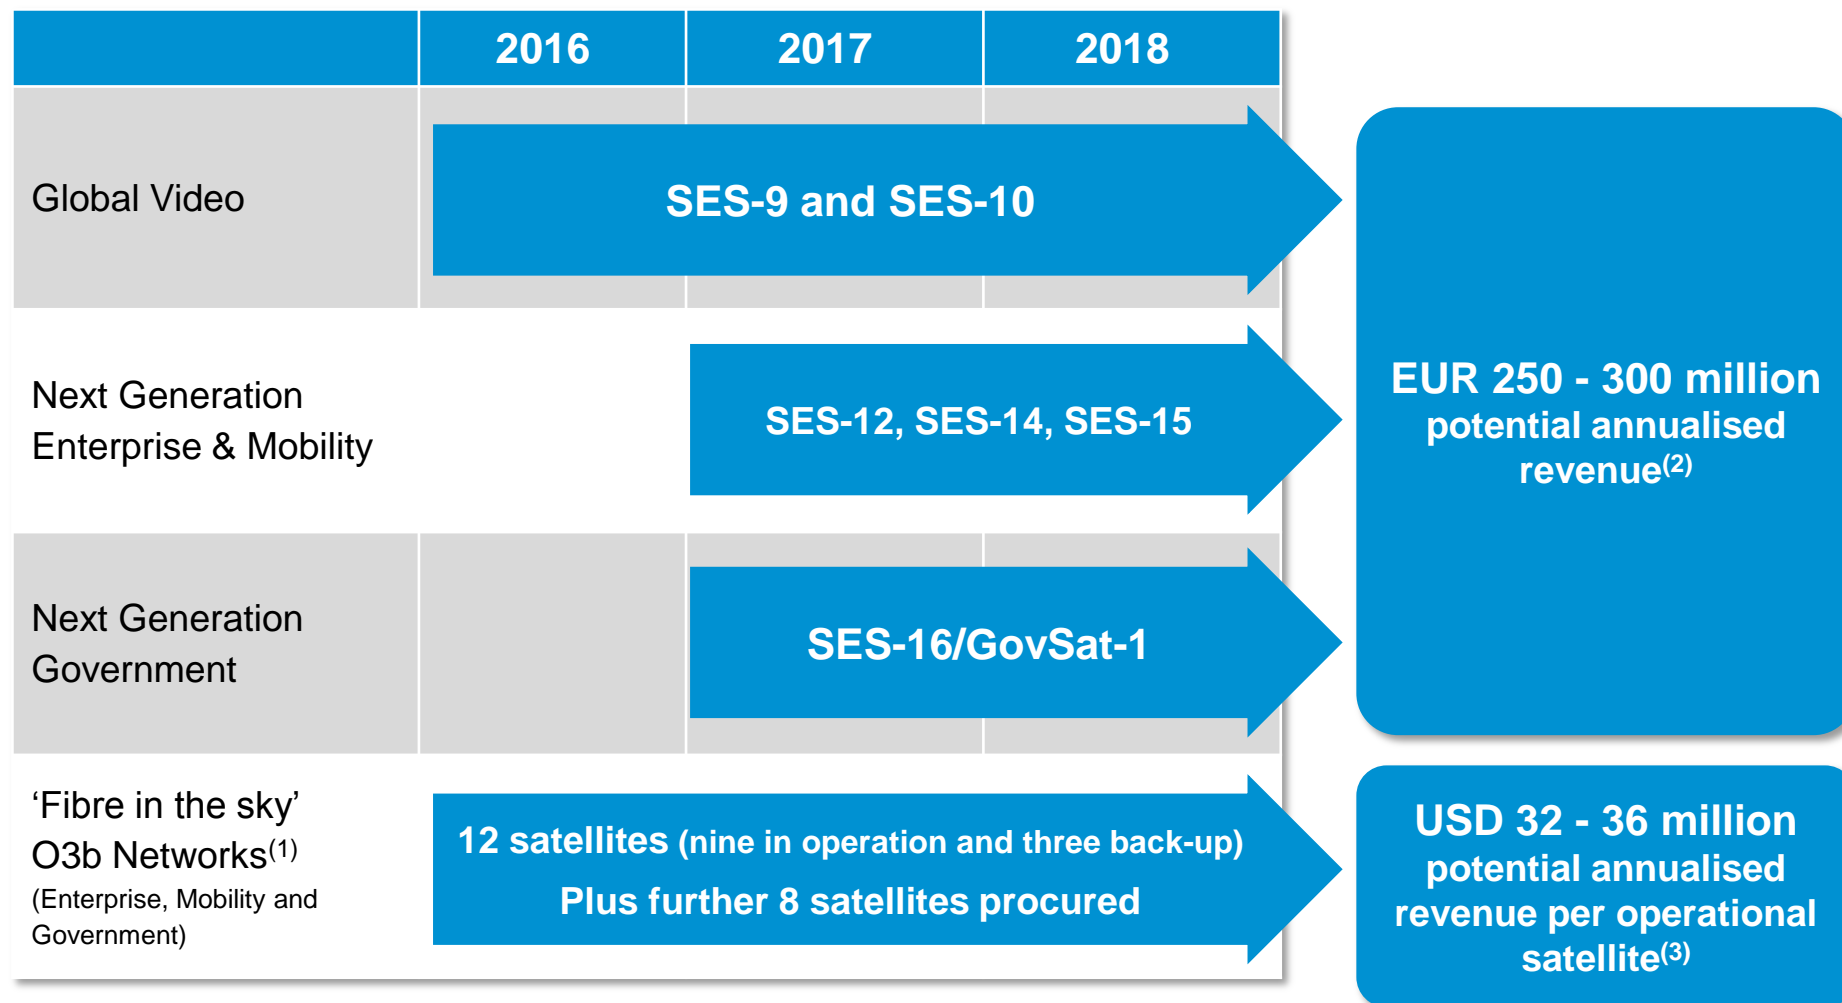 2016 2017 2018
Global Video
SES-9 and SES-10
Next Generation
Enterprise & Mobility
SES-12, SES-14, SES-15
Next Generation
Government
SES-16/GovSat-1
EUR 250 - 300 million
potential annualised
revenue(2)
‘Fibre in the sky’
O3b Networks(1)
(Enterprise, Mobility and
Government)
12 satellites (nine in operation and three back-up)
Plus further 8 satellites procured
USD 32 - 36 million
potential annualised
revenue per operational
satellite(3)